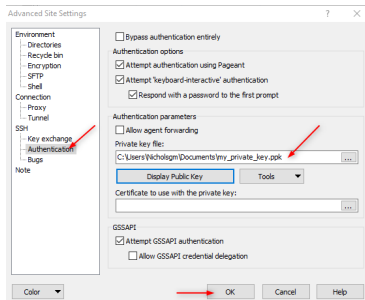 Advanced Site Settings
Environment
Directories
Recycle bin
Encryption
SFTP
Shell
Connection
Proxy
Tunnel
SSH
Key exchange
Authentication
Bugs
Note
Bypass authentication entirely
Authentication options
Attempt authentication using Pageant
Attempt 'keyboard-interactive' authentication
Respond with a password to the first prompt
Authentication parameters
Allow agent forwarding
Private key file:
C:\Users\Nicholsgm\Documents\my_private_key.ppk
...
Display Public Key
Tools
Certificate to use with the private key:
...
GSSAPI
Attempt GSSAPI authentication
Allow GSSAPI credential delegation
Color
OK
Cancel
Help